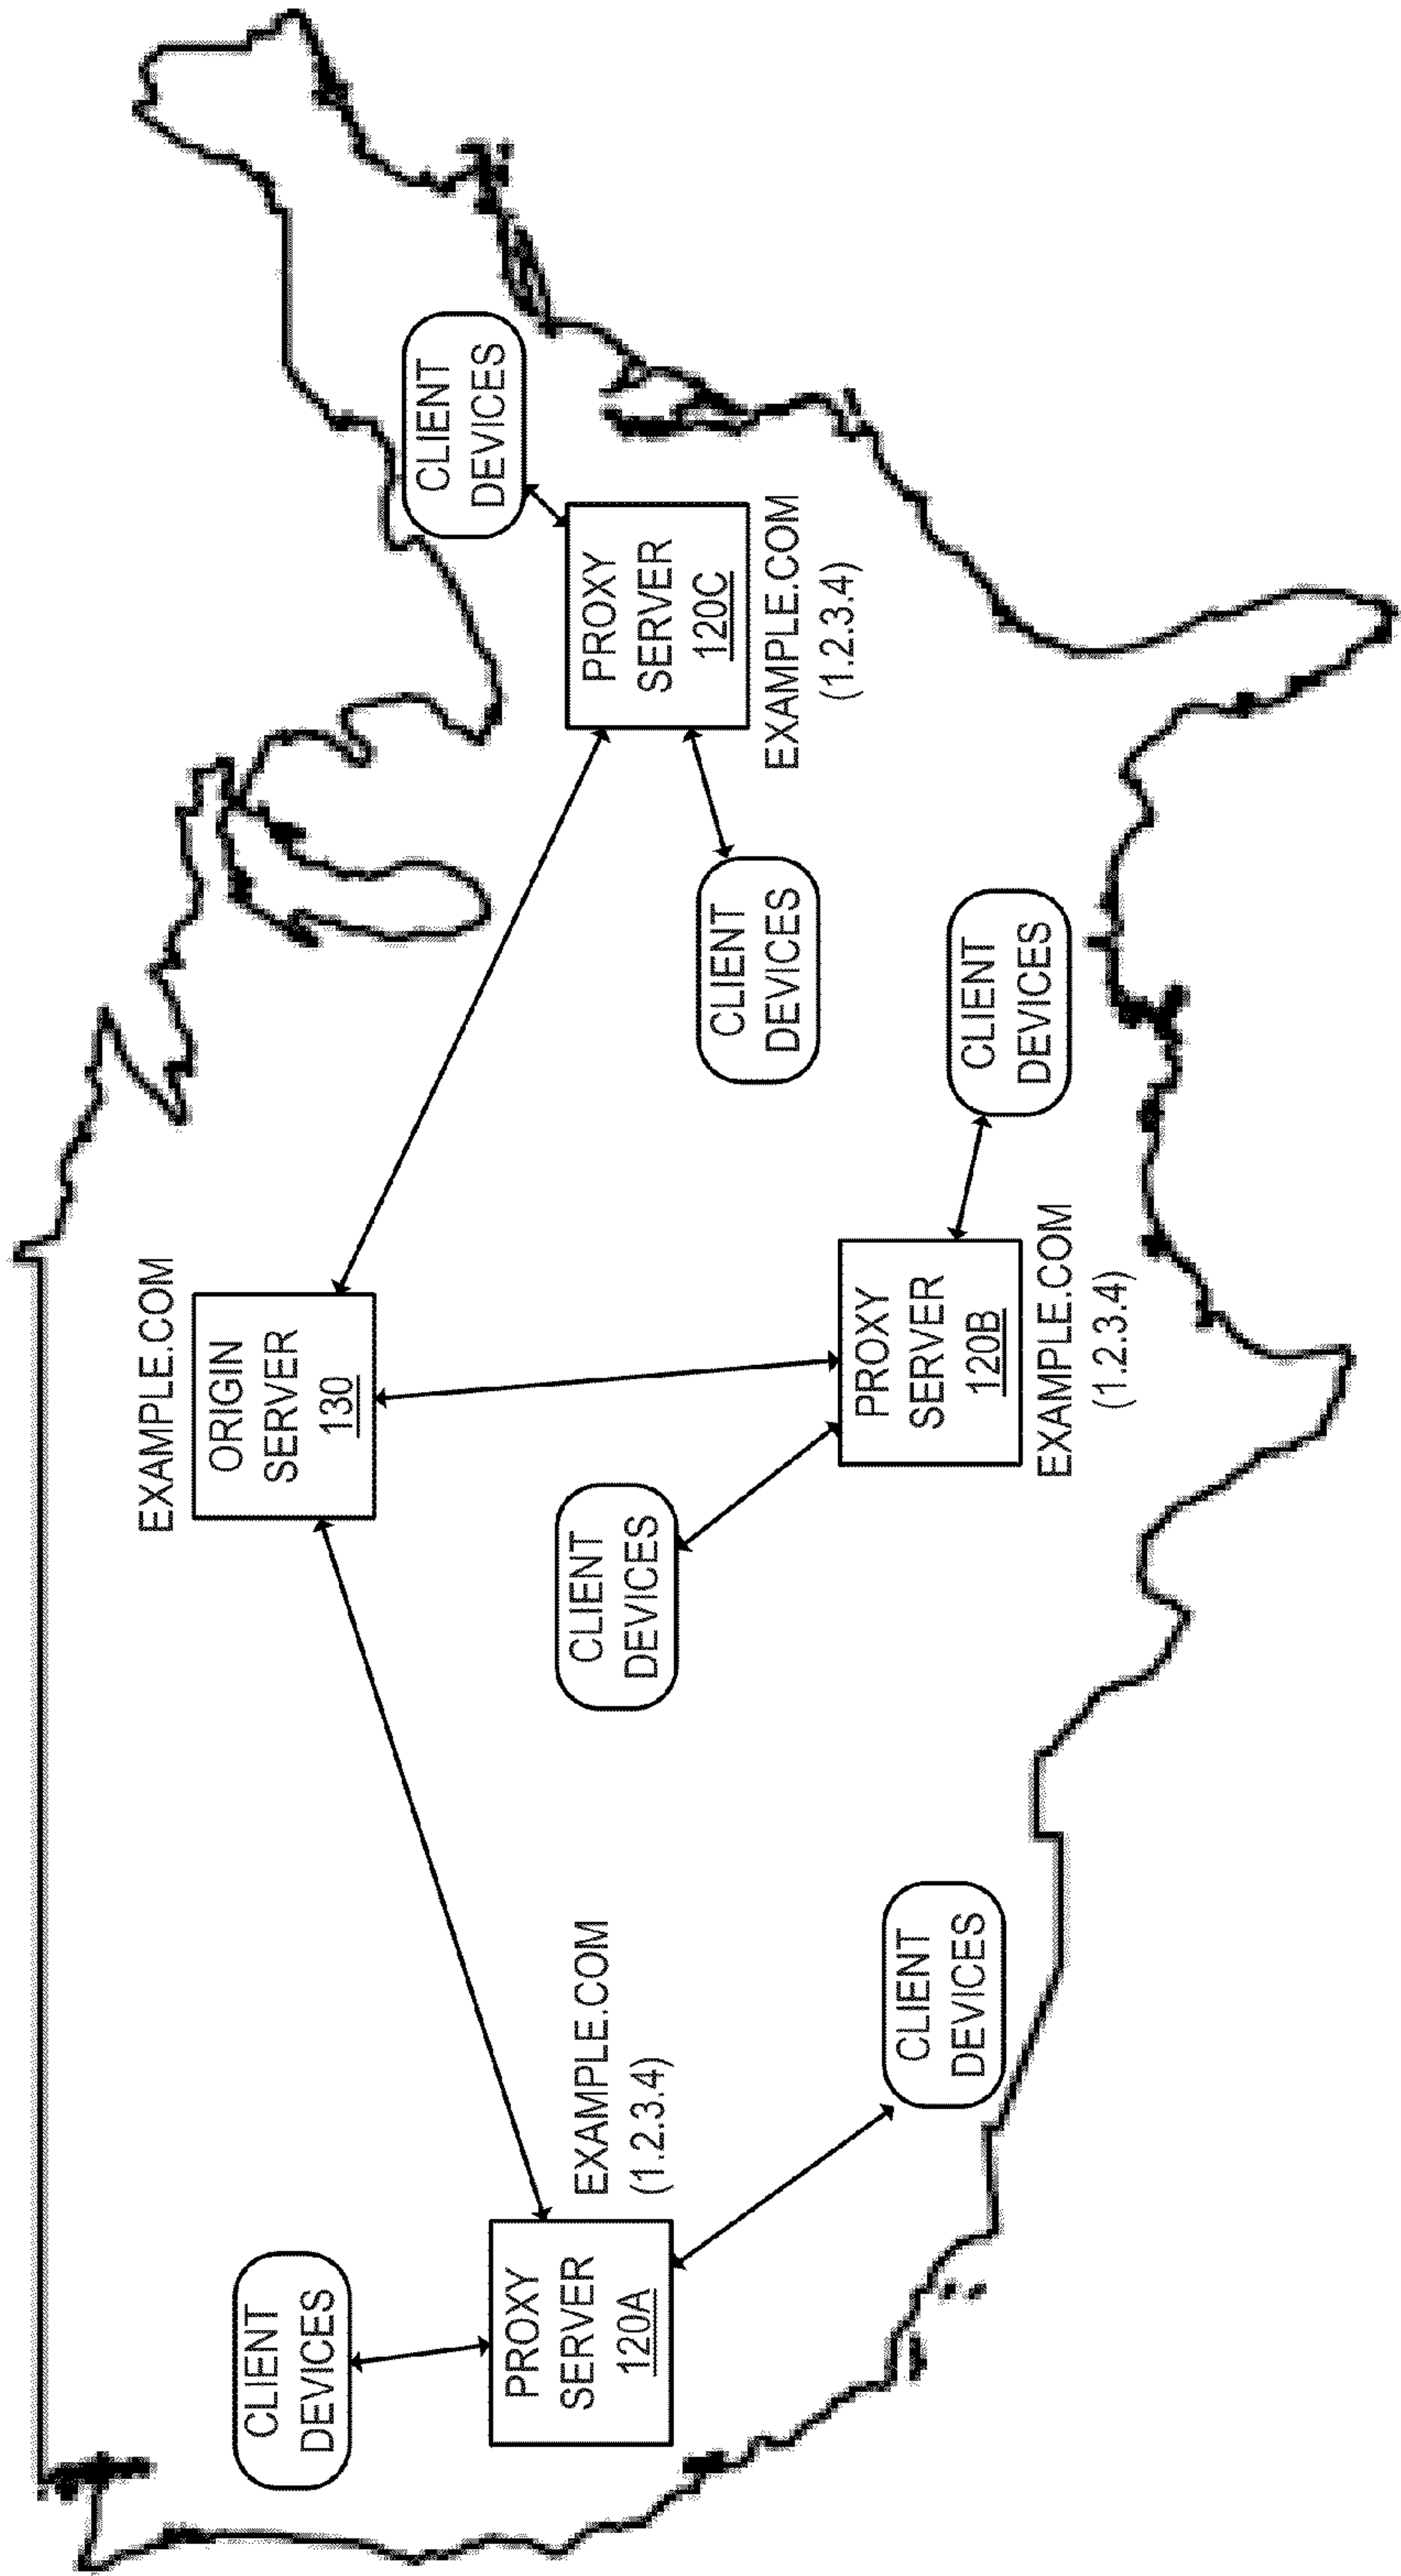 EXAMPLE.COM
ORIGIN
SERVER
130
CLIENT
DEVICES
PROXY
SERVER
120A
EXAMPLE.COM
(1.2.3.4)
CLIENT
DEVICES
CLIENT
DEVICES
PROXY
SERVER
120B
EXAMPLE.COM
(1.2.3.4)
CLIENT
DEVICES
CLIENT
DEVICES
PROXY
SERVER
120C
EXAMPLE.COM
(1.2.3.4)
CLIENT
DEVICES